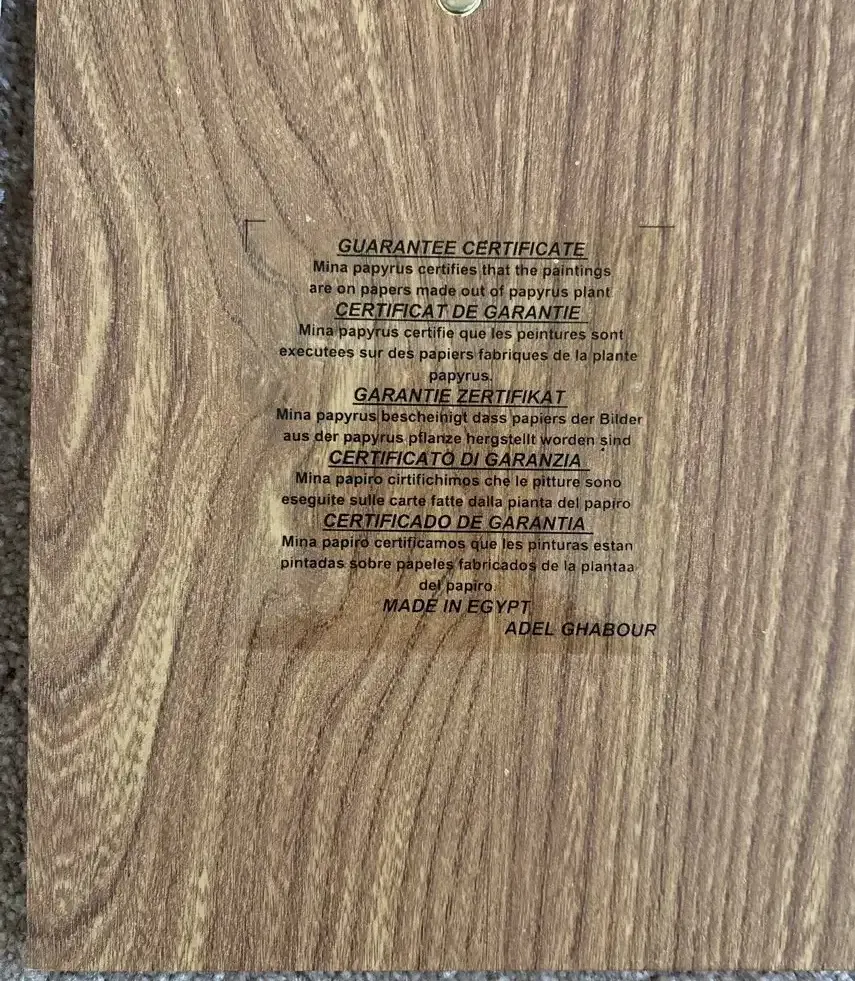 GUARANTEE CERTIFICATE
Mina papyrus certifies that the paintings
are on papers made out of papyrus plant
CERTIFICAT DE GARANTIE
Mina papyrus certifie que les peintures sont
executees sur des papiers fabriques de la plante
papyrus.
GARANTIE ZERTIFIKAT
Mina papyrus bescheinigt dass papiers der Bilder
aus der papyrus pflanze hergstellt worden sind
CERTIFICATO DI GARANZIA
Mina papiro cirtifichimos che le pitture sono
eseguite sulle carte fatte dalla pianta del papiro
CERTIFICADO DE GARANTIA
Mina papiro certificamos que les pinturas estan
pintadas sobre papeles fabricados de la plantaa
del papiro
MADE IN EGYPT
ADEL GHABOUR